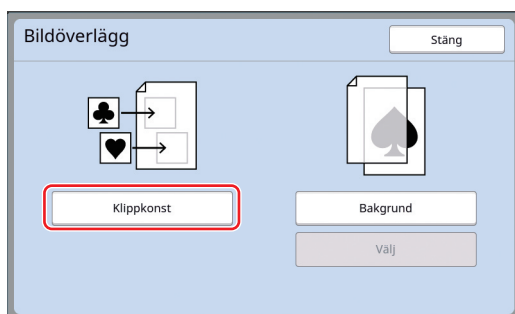 Bildöverlägg
Stäng
Klippkonst
Bakgrund
Välj